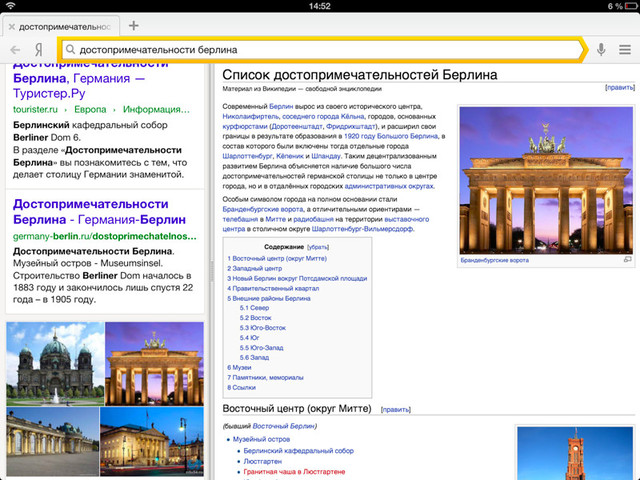 14:52
6 %
достопримечательнос
Я
достопримечательности берлина
Достопримечательности
Берлина, Германия —
Туристер.Ру
tourister.ru › Европа › Информация…
Берлинский кафедральный собор
Berliner Dom 6.
В разделе «Достопримечательности
Берлина» вы познакомитесь с тем, что
делает столицу Германии знаменитой.
Достопримечательности
Берлина - Германия-Берлин
germany-berlin.ru/dostoprimechatelnos…
Достопримечательности Берлина.
Музейный остров - Museumsinsel.
Строительство Berliner Dom началось в
1883 году и закончилось лишь спустя 22
года – в 1905 году.
Список достопримечательностей Берлина
Материал из Википедии — свободной энциклопедии
[править]
Современный Берлин вырос из своего исторического центра,
Николаифиртель, соседнего города Кёльна, городов, основанных
курфюрстами (Доротеенштадт, Фридрихштадт), и расширил свои
границы в результате образования в 1920 году Большого Берлина, в
состав которого были включены тогда отдельные города
Шарлоттенбург, Кёпеник и Шпандау. Таким децентрализованным
развитием Берлина объясняется наличие большого числа
достопримечательностей германской столицы не только в центре
города, но и в отдалённых городских административных округах.
Особым символом города на полном основании стали
Бранденбургские ворота, а отличительными ориентирами —
телебашня в Митте и радиобашня на территории выставочного
центра в столичном округе Шарлоттенбург-Вильмерсдорф.
Бранденбургские ворота
Содержание [убрать]
1 Восточный центр (округ Митте)
2 Западный центр
3 Новый Берлин вокруг Потсдамской площади
4 Правительственный квартал
5 Внешние районы Берлина
5.1 Север
5.2 Восток
5.3 Юго-Восток
5.4 Юг
5.5 Юго-Запад
5.6 Запад
6 Музеи
7 Памятники, мемориалы
8 Ссылки
Восточный центр (округ Митте) [править]
(бывший Восточный Берлин)
Музейный остров
Берлинский кафедральный собор
Люстгартен
Гранитная чаша в Люстгартене